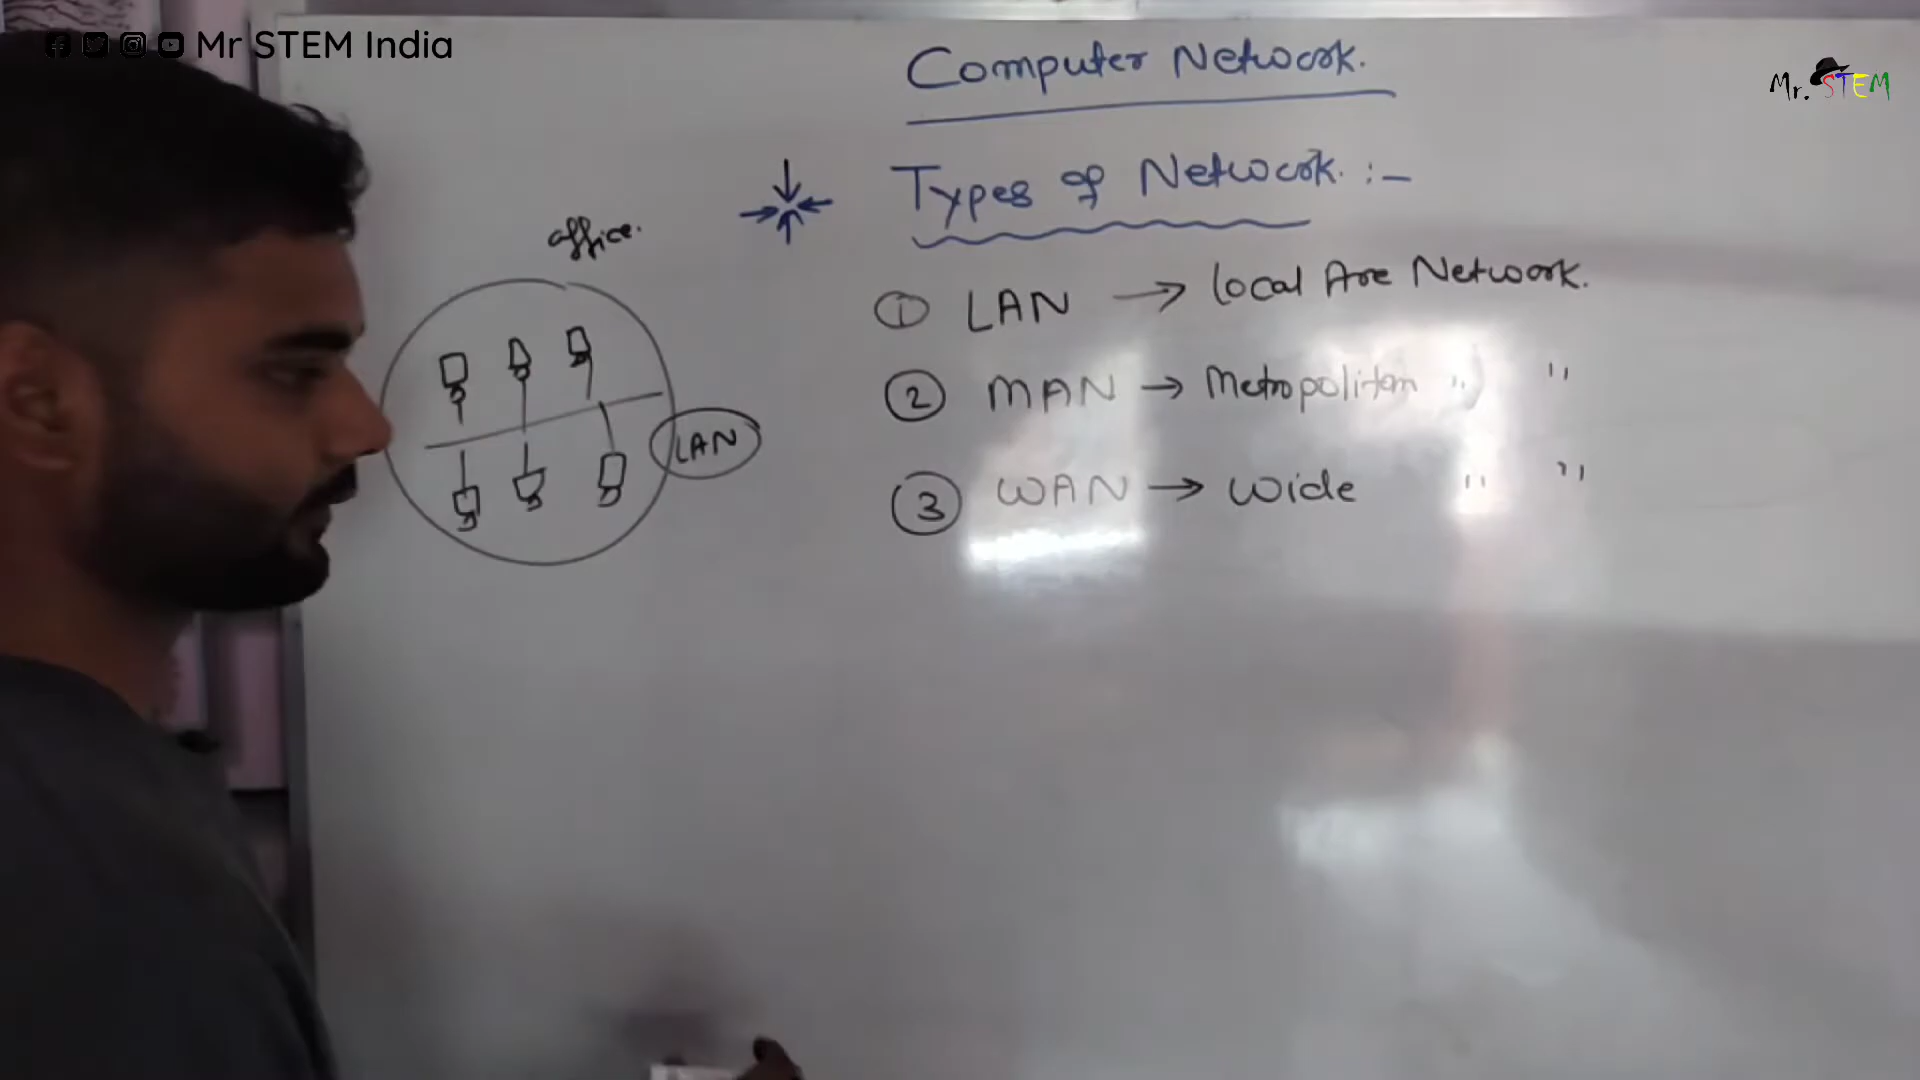 Mr STEM India
Mr. STEM
Computer Network.
Types of Network :-
office.
① LAN → Local Are Network.
② MAN → Metropolitan " "
LAN
③ WAN → Wide " "